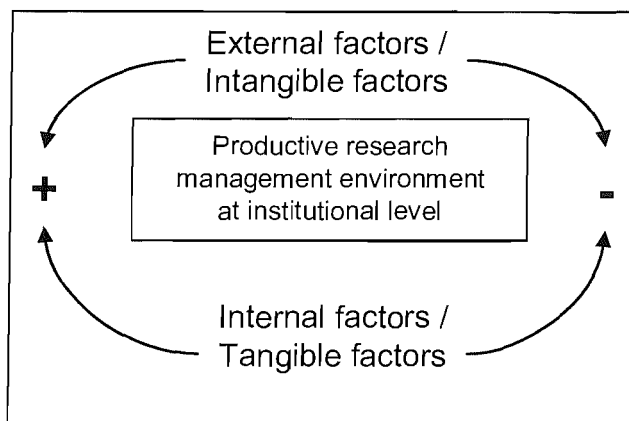 External factors /
Intangible factors
Productive research
management environment
at institutional level
+
-
Internal factors /
Tangible factors